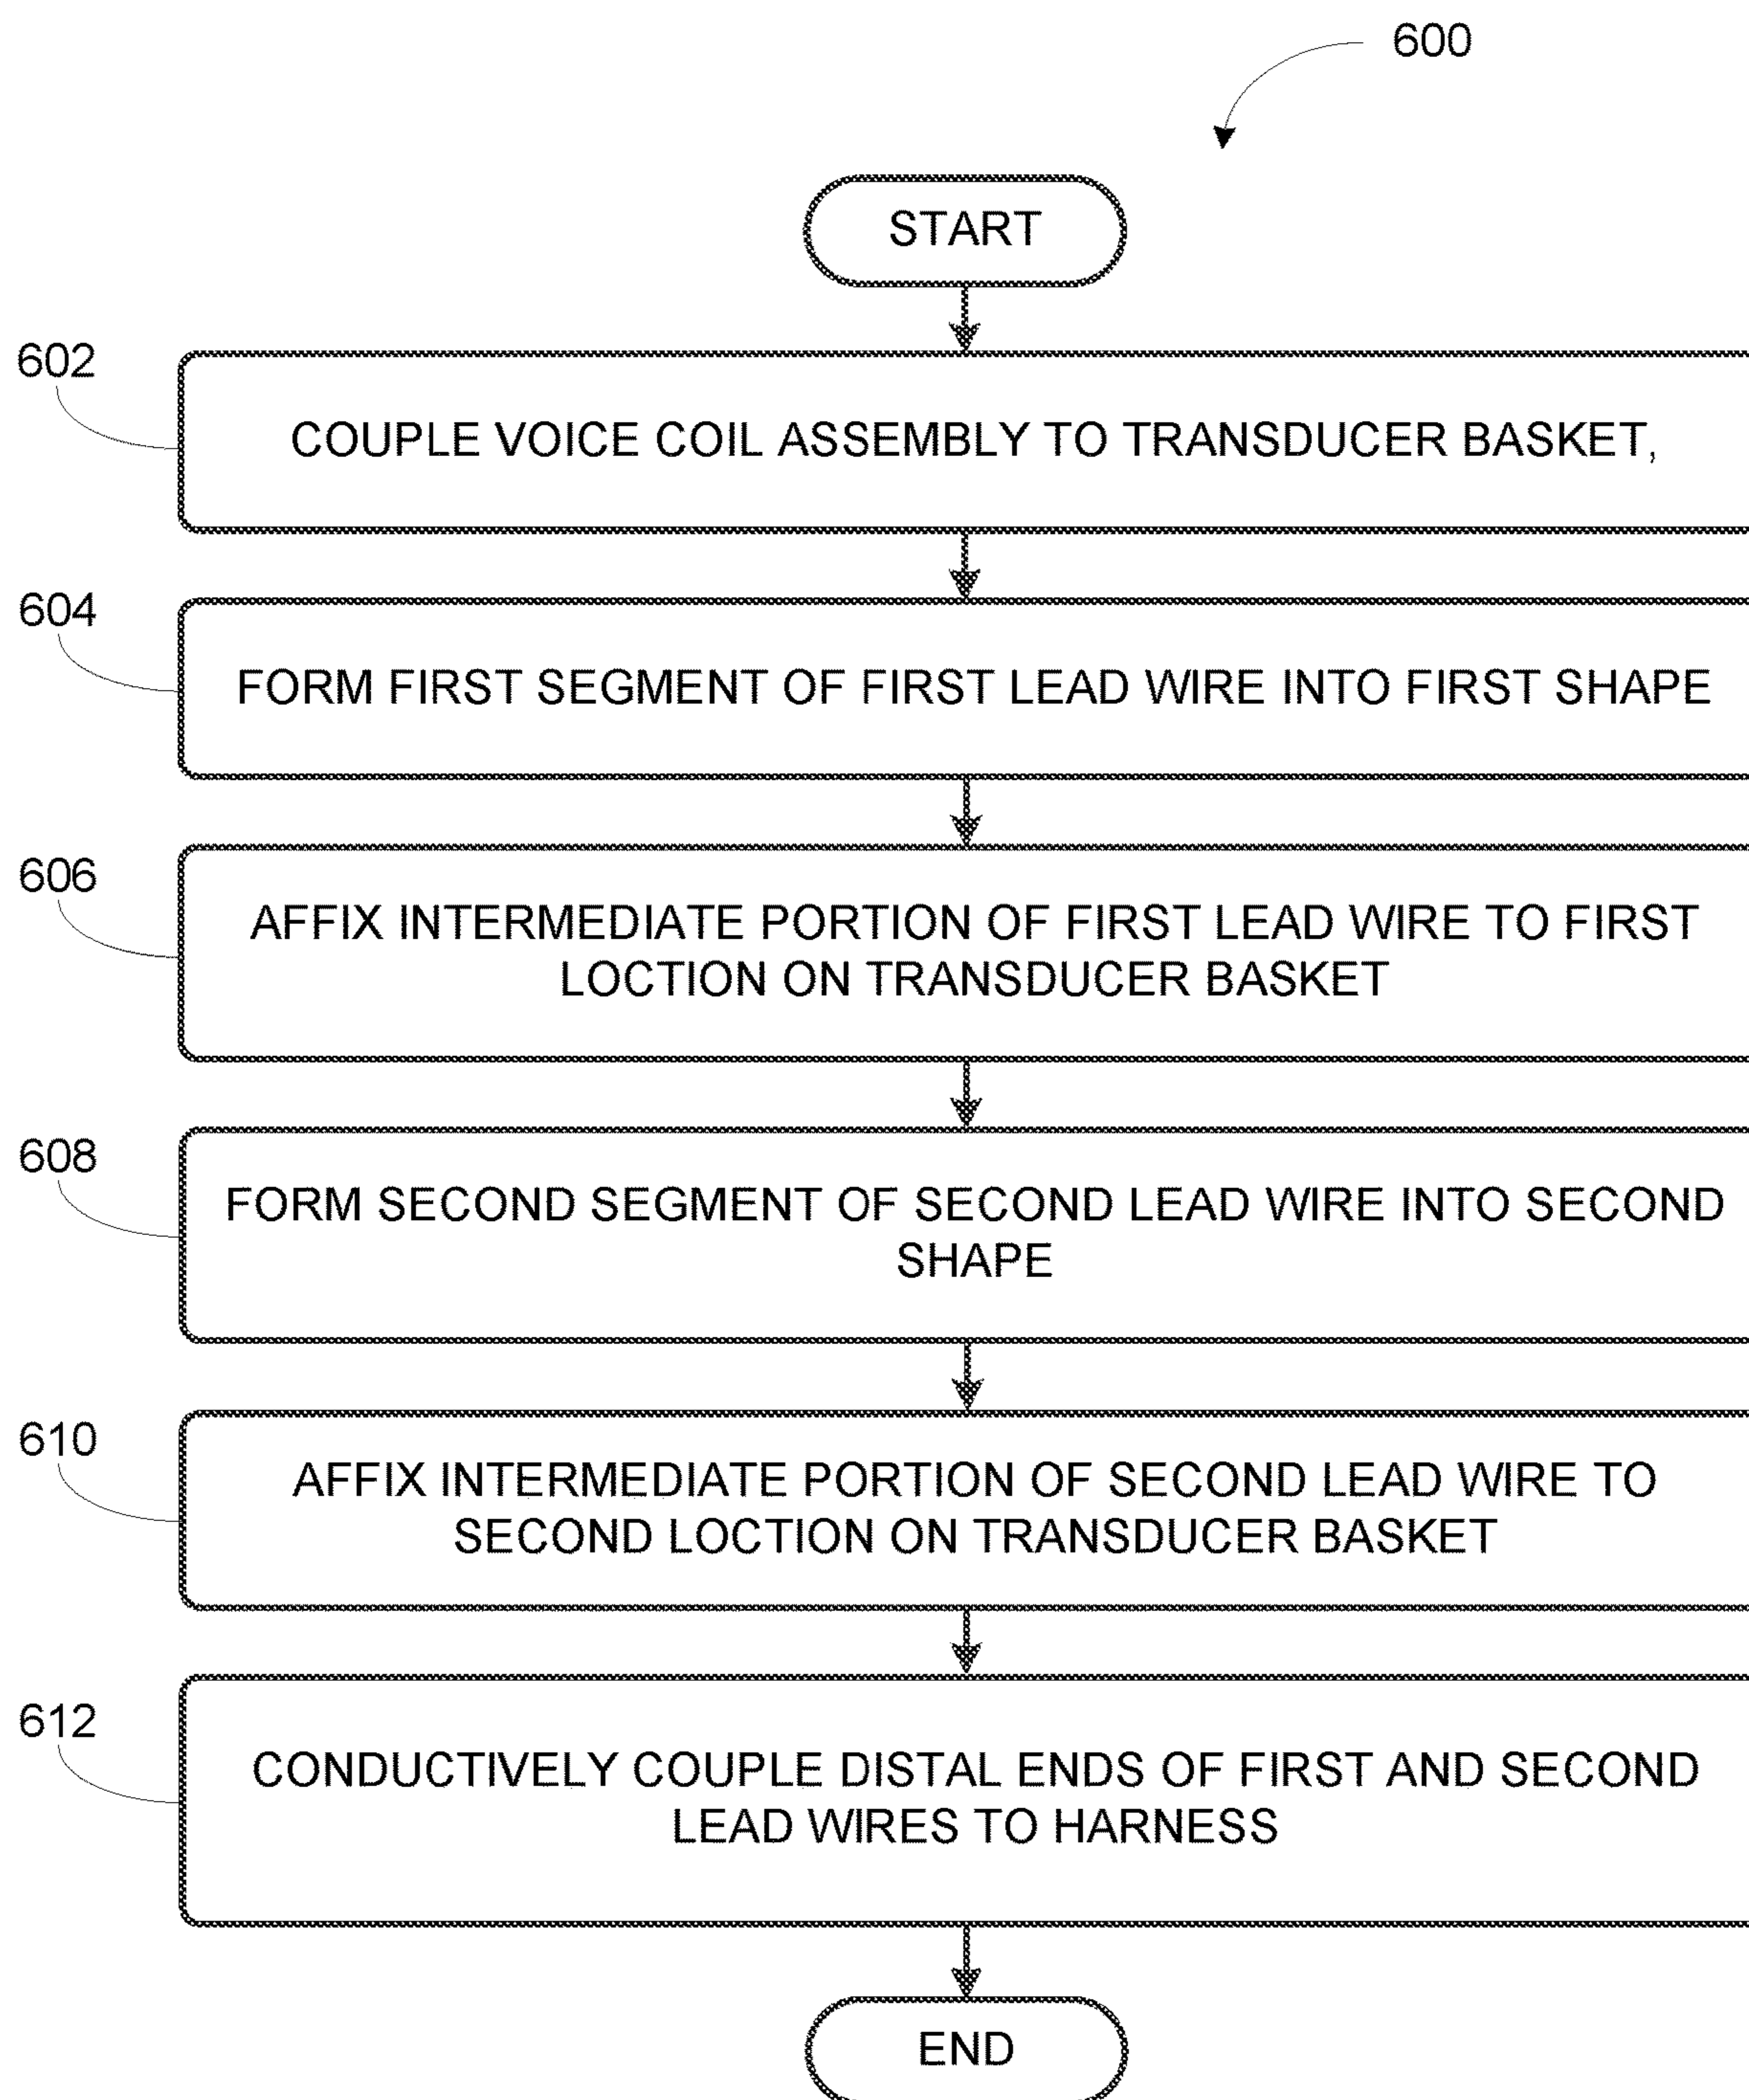 600
START
602
COUPLE VOICE COIL ASSEMBLY TO TRANSDUCER BASKET,
604
FORM FIRST SEGMENT OF FIRST LEAD WIRE INTO FIRST SHAPE
606
AFFIX INTERMEDIATE PORTION OF FIRST LEAD WIRE TO FIRST
LOCTION ON TRANSDUCER BASKET
608
FORM SECOND SEGMENT OF SECOND LEAD WIRE INTO SECOND
SHAPE
610
AFFIX INTERMEDIATE PORTION OF SECOND LEAD WIRE TO
SECOND LOCTION ON TRANSDUCER BASKET
612
CONDUCTIVELY COUPLE DISTAL ENDS OF FIRST AND SECOND
LEAD WIRES TO HARNESS
END